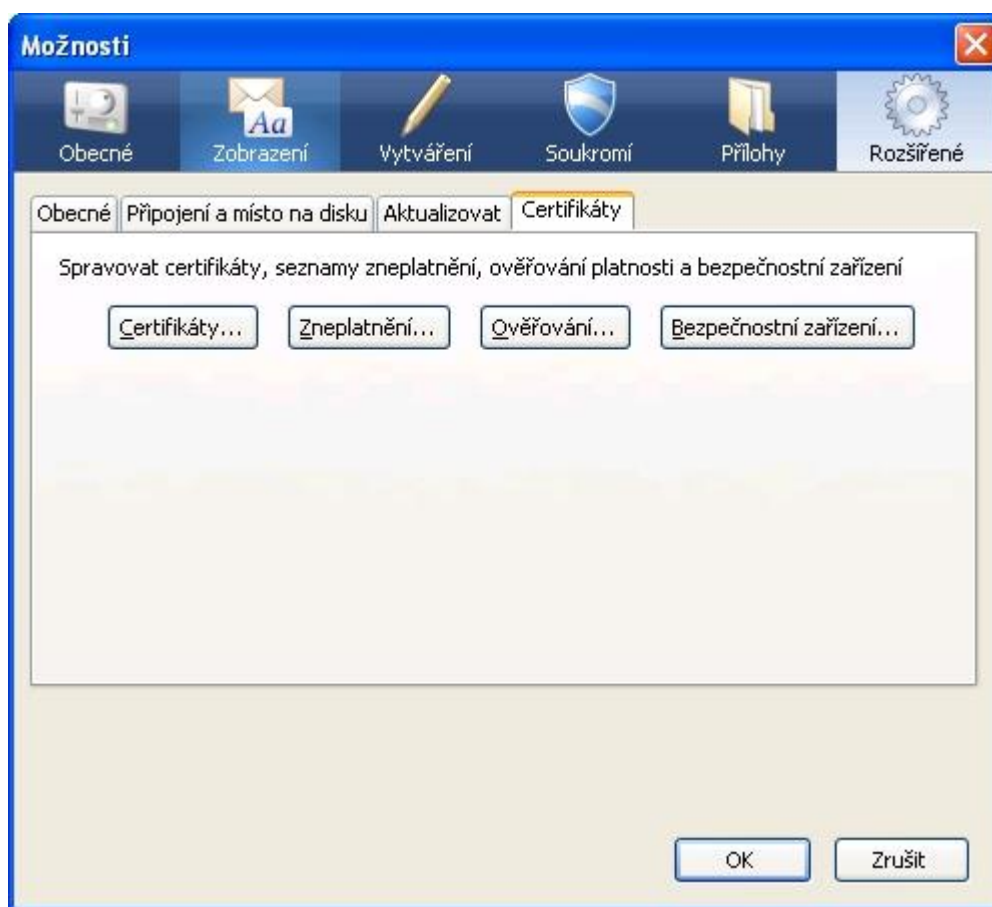 Možnosti
Aa
Obecné Zobrazení Vytváření Soukromí Přílohy Rozšířené
Obecné Připojení a místo na disku Aktualizovat Certifikáty
Spravovat certifikáty, seznamy zneplatnění, ověřování platnosti a bezpečnostní zařízení
Certifikáty... Zneplatnění... Ověřování... Bezpečnostní zařízení...
OK Zrušit